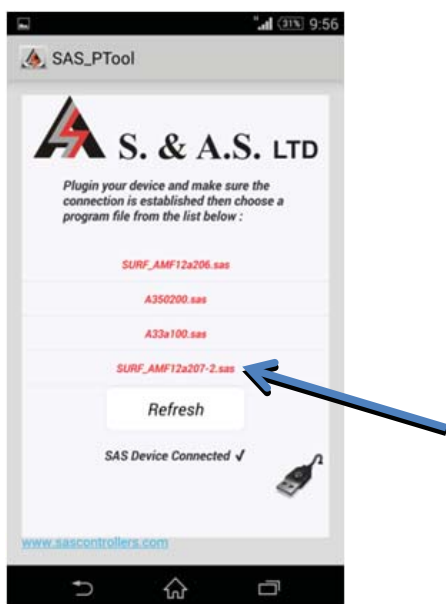 31% 9:56
SAS_PTool
S. & A.S. LTD
Plugin your device and make sure the
connection is established then choose a
program file from the list below :
SURF_AMF12a206.sas
A350200.sas
A33a100.sas
SURF_AMF12a207-2.sas
Refresh
SAS Device Connected ✓
www.sascontrollers.com